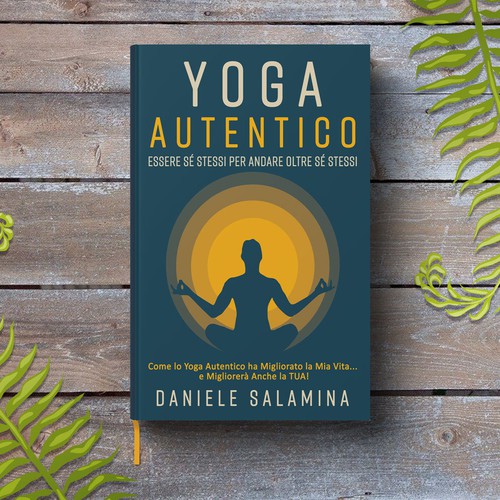 YOGA
AUTENTICO
ESSERE SÉ STESSI PER ANDARE OLTRE SÉ STESSI
Come lo Yoga Autentico ha Migliorato la Mia Vita...
e Migliorerà Anche la TUA!
DANIELE SALAMINA